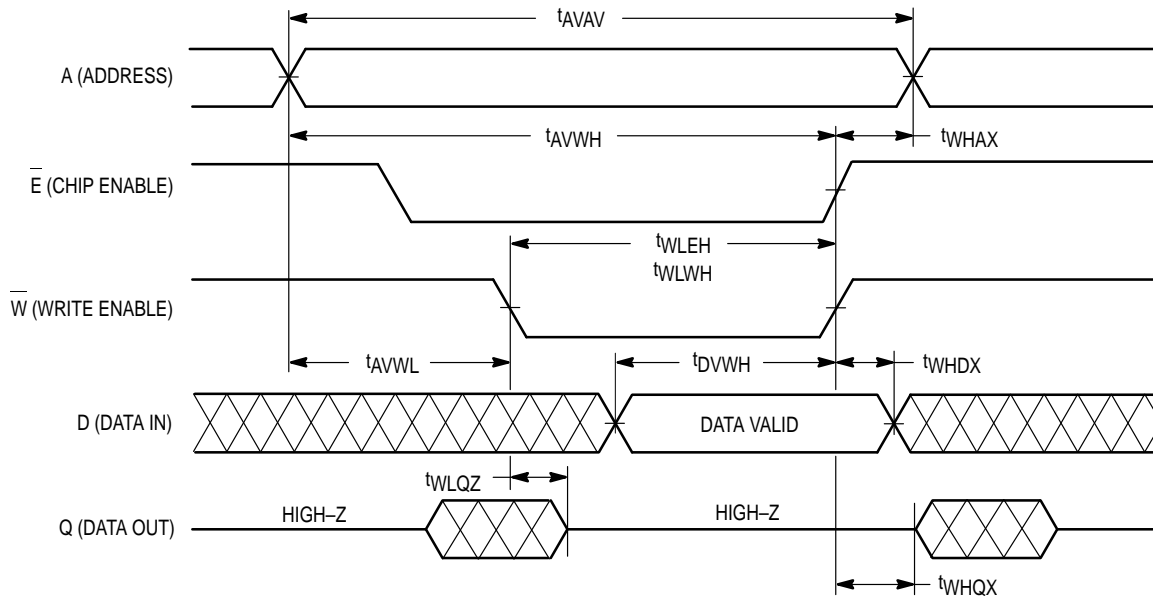 tAVAV
A (ADDRESS)
tAVWH
tWHAX
E (CHIP ENABLE)
tWLEH
tWLWH
W (WRITE ENABLE)
tAVWL
tDVWH
tWHDX
D (DATA IN)
DATA VALID
tWLQZ
Q (DATA OUT)
HIGH–Z
HIGH–Z
tWHQX